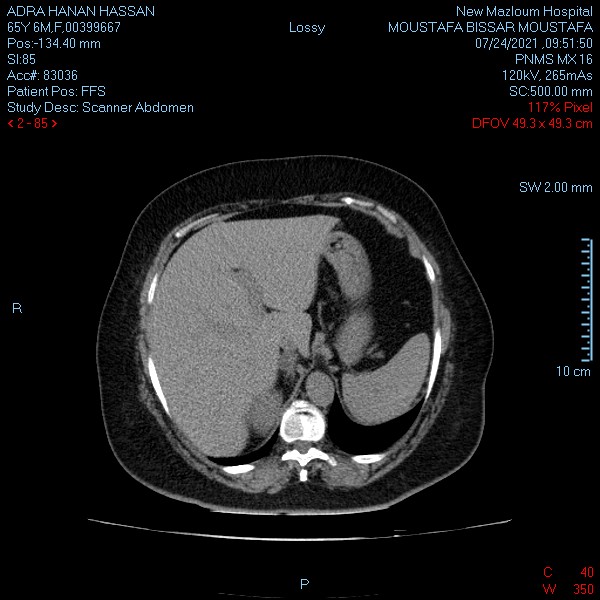 ADRA HANAN HASSAN
65Y 6M,F,00399667
Pos:-134.40 mm
SI:85
Acc#: 83036
Patient Pos: FFS
Study Desc: Scanner Abdomen
< 2 - 85 >
Lossy
New Mazloum Hospital
MOUSTAFA BISSAR MOUSTAFA
07/24/2021 ,09:51:50
PNMS MX 16
120kV, 265mAs
SC:500.00 mm
117% Pixel
DFOV 49.3 x 49.3 cm
SW 2.00 mm
R
10 cm
P
C 40
W 350